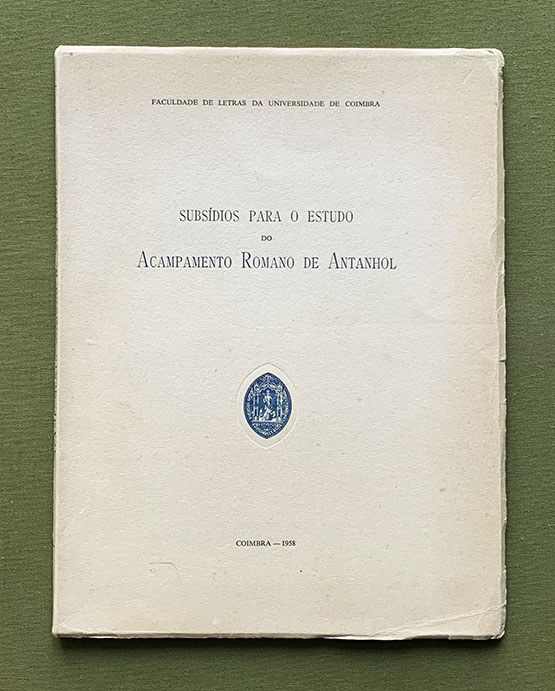 FACULDADE DE LETRAS DA UNIVERSIDADE DE COIMBRA
SUBSÍDIOS PARA O ESTUDO
DO
ACAMPAMENTO ROMANO DE ANTANHOL
COIMBRA — 1958